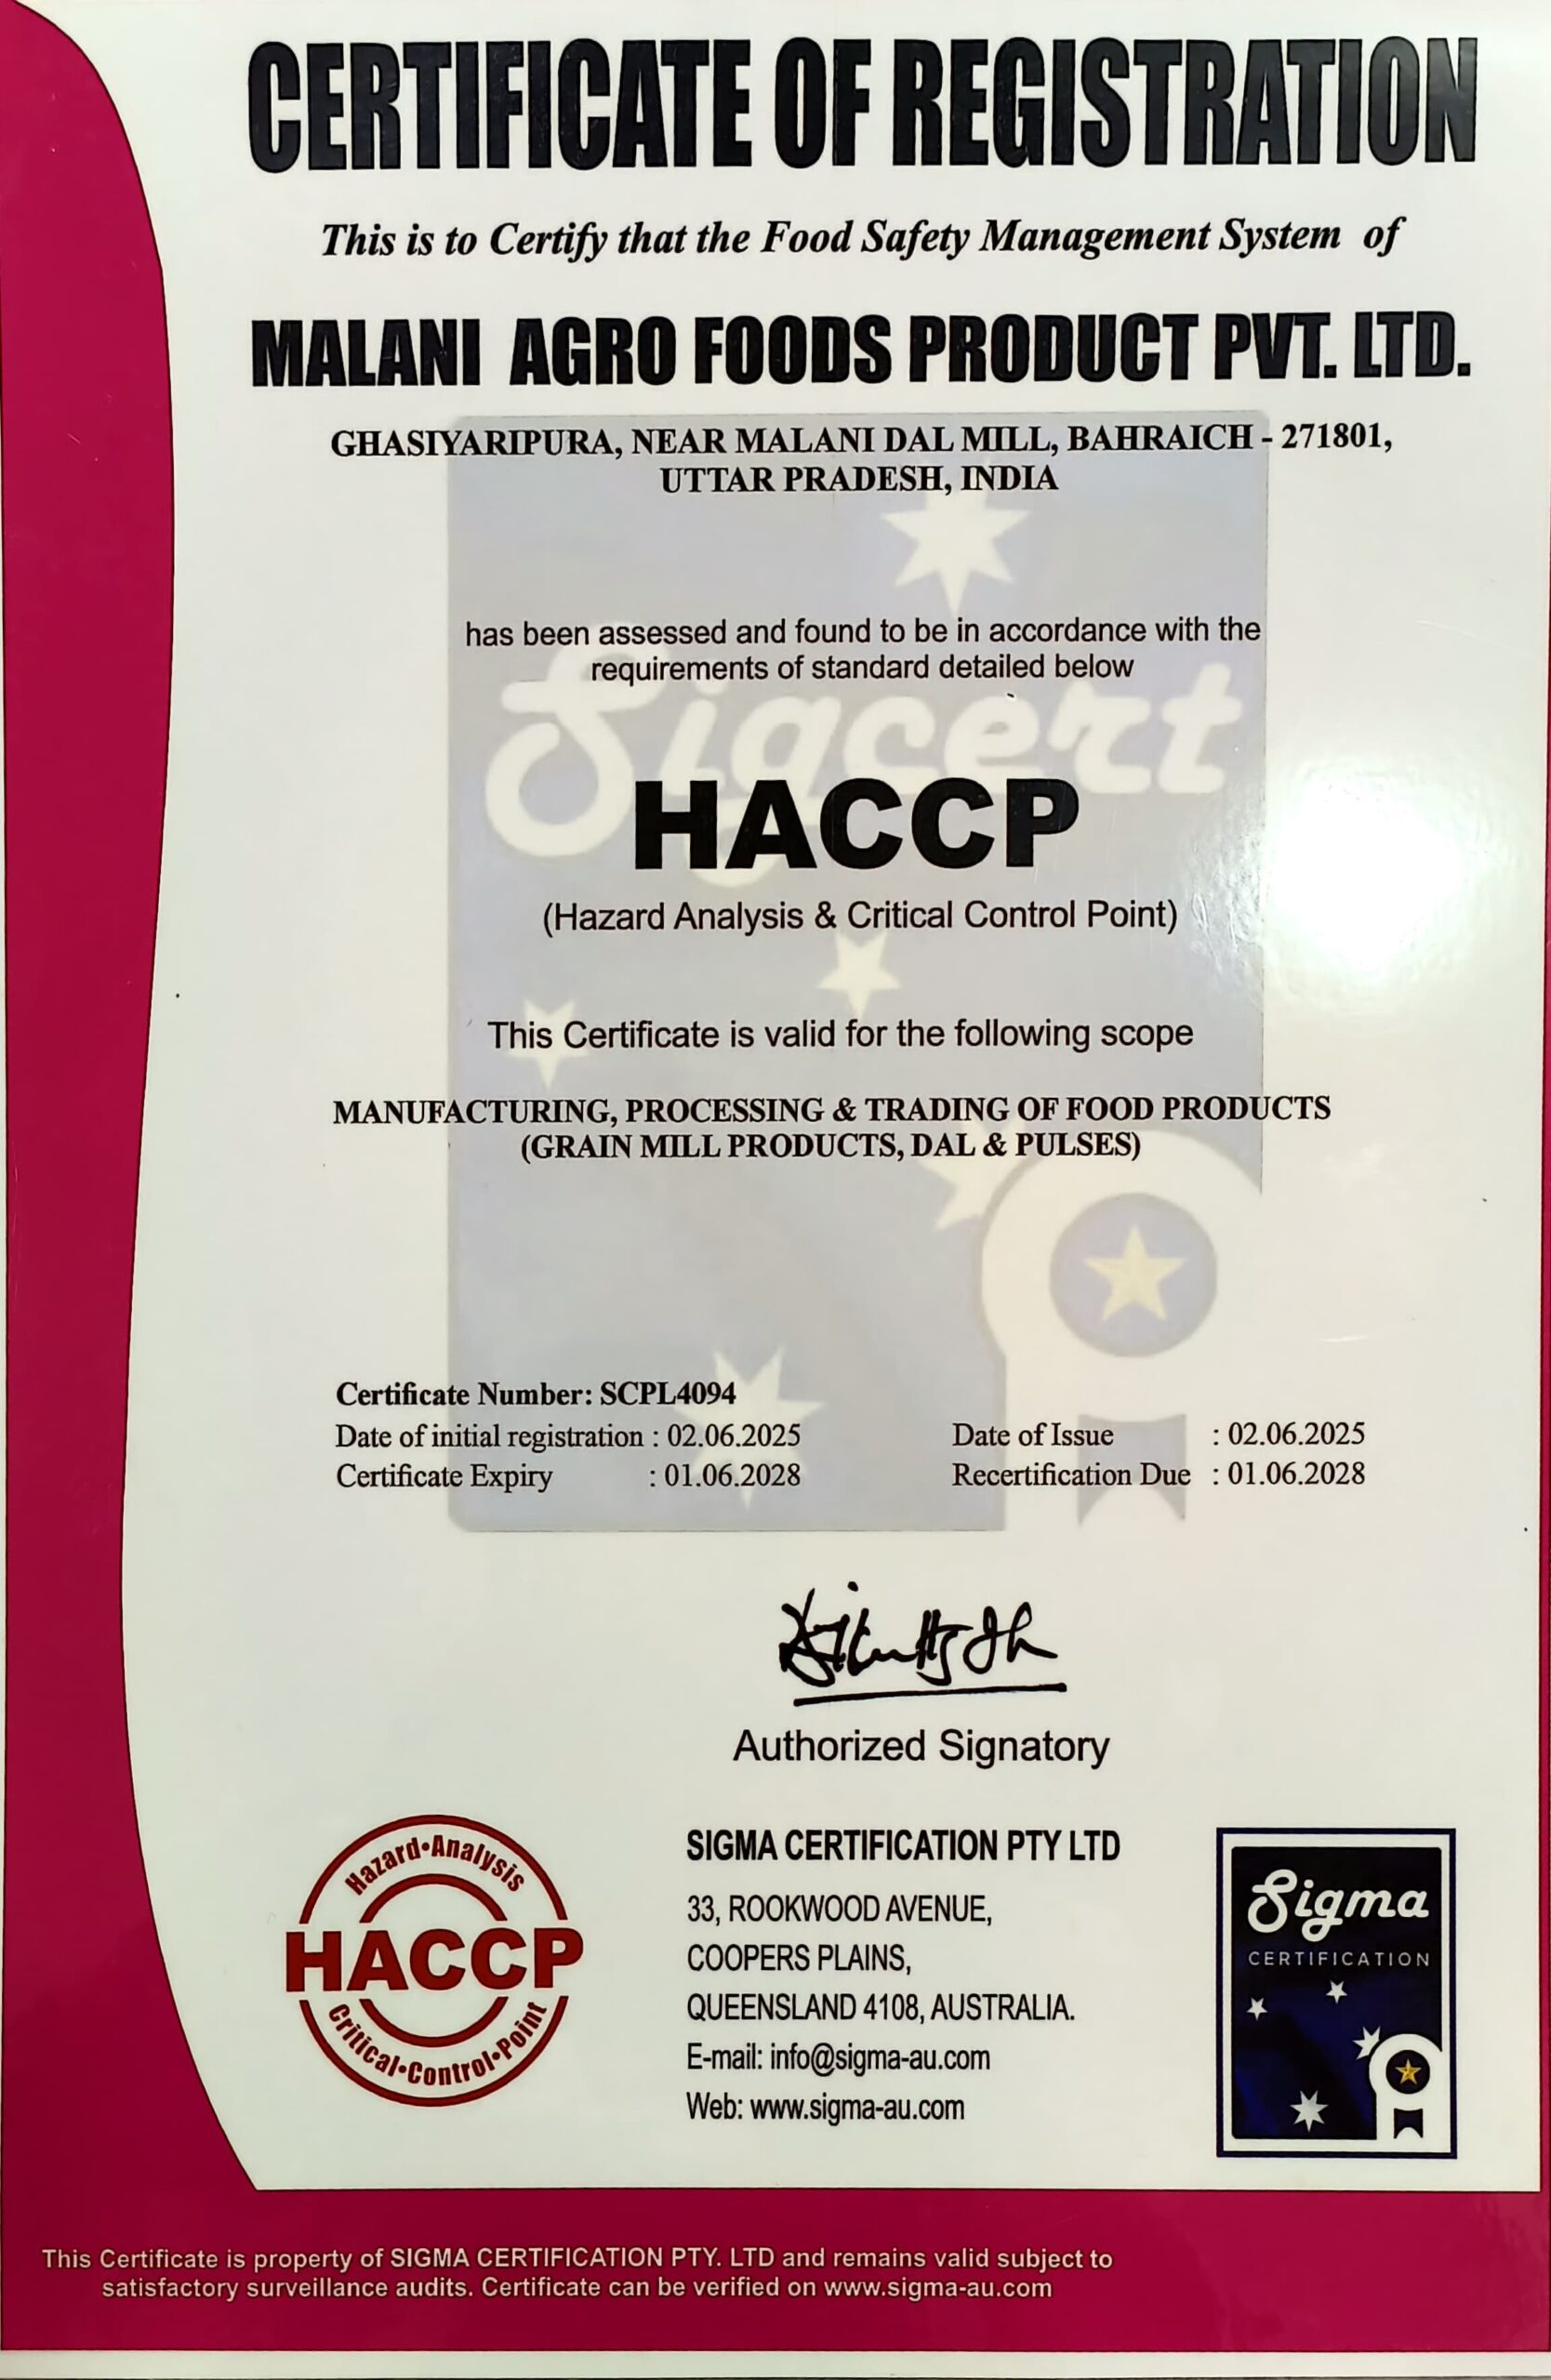 CERTIFICATE OF REGISTRATION
This is to Certify that the Food Safety Management System of
MALANI AGRO FOODS PRODUCT PVT. LTD.
GHASIYARIPURA, NEAR MALANI DAL MILL, BAHRAICH - 271801,
UTTAR PRADESH, INDIA
has been assessed and found to be in accordance with the
requirements of standard detailed below
Sigcert
HACCP
(Hazard Analysis & Critical Control Point)
This Certificate is valid for the following scope
MANUFACTURING, PROCESSING & TRADING OF FOOD PRODUCTS
(GRAIN MILL PRODUCTS, DAL & PULSES)
Certificate Number: SCPL4094
Date of initial registration : 02.06.2025 Date of Issue : 02.06.2025
Certificate Expiry : 01.06.2028 Recertification Due : 01.06.2028
Authorized Signatory
Hazard•Analysis
HACCP
Critical•Control•Point
SIGMA CERTIFICATION PTY LTD
33, ROOKWOOD AVENUE,
COOPERS PLAINS,
QUEENSLAND 4108, AUSTRALIA.
E-mail: info@sigma-au.com
Web: www.sigma-au.com
Sigma
CERTIFICATION
This Certificate is property of SIGMA CERTIFICATION PTY. LTD and remains valid subject to
satisfactory surveillance audits. Certificate can be verified on www.sigma-au.com